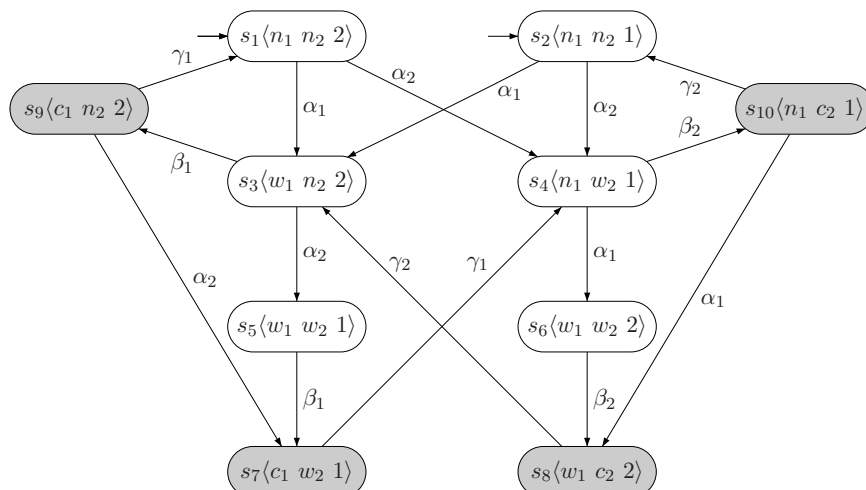 s₁⟨n₁ n₂ 2⟩ s₂⟨n₁ n₂ 1⟩
γ₁ α₂ α₁ γ₂
s₉⟨c₁ n₂ 2⟩ α₁ α₂ s₁₀⟨n₁ c₂ 1⟩
β₁ β₂
s₃⟨w₁ n₂ 2⟩ s₄⟨n₁ w₂ 1⟩
α₂ α₂ γ₂ γ₁ α₁ α₁
s₅⟨w₁ w₂ 1⟩ s₆⟨w₁ w₂ 2⟩
β₁ β₂
s₇⟨c₁ w₂ 1⟩ s₈⟨w₁ c₂ 2⟩